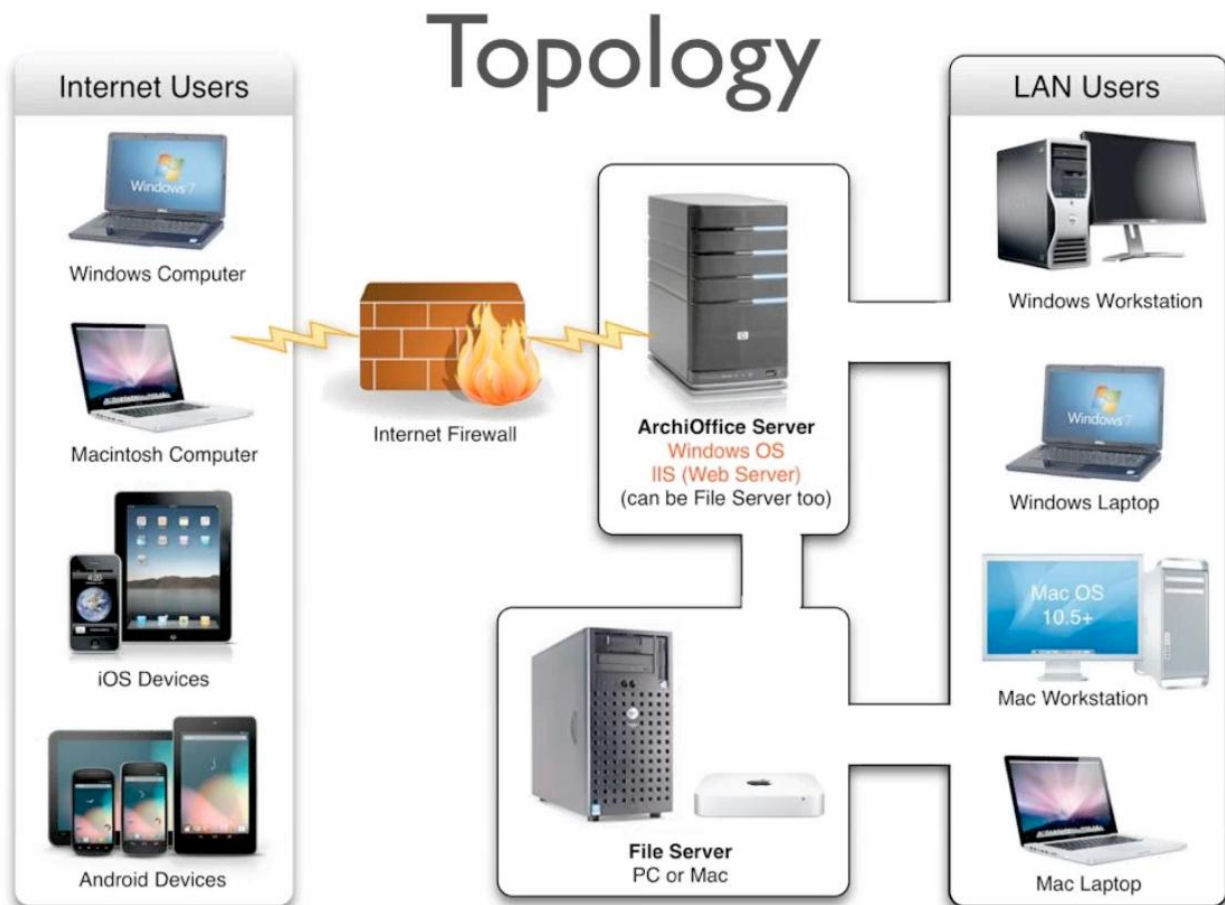 Topology
Internet Users
Windows 7
Windows Computer
Macintosh Computer
4:20
iOS Devices
Android Devices
Internet Firewall
ArchiOffice Server
Windows OS
IIS (Web Server)
(can be File Server too)
File Server
PC or Mac
LAN Users
Windows Workstation
Windows 7
Windows Laptop
Mac OS
10.5+
Mac Workstation
Mac Laptop